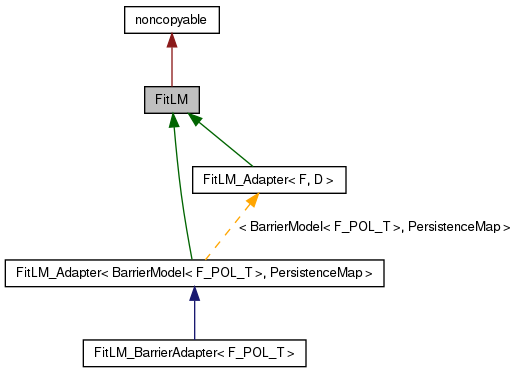 noncopyable
FitLM
FitLM_Adapter< F, D >
< BarrierModel< F_POL_T >, PersistenceMap >
FitLM_Adapter< BarrierModel< F_POL_T >, PersistenceMap >
FitLM_BarrierAdapter< F_POL_T >